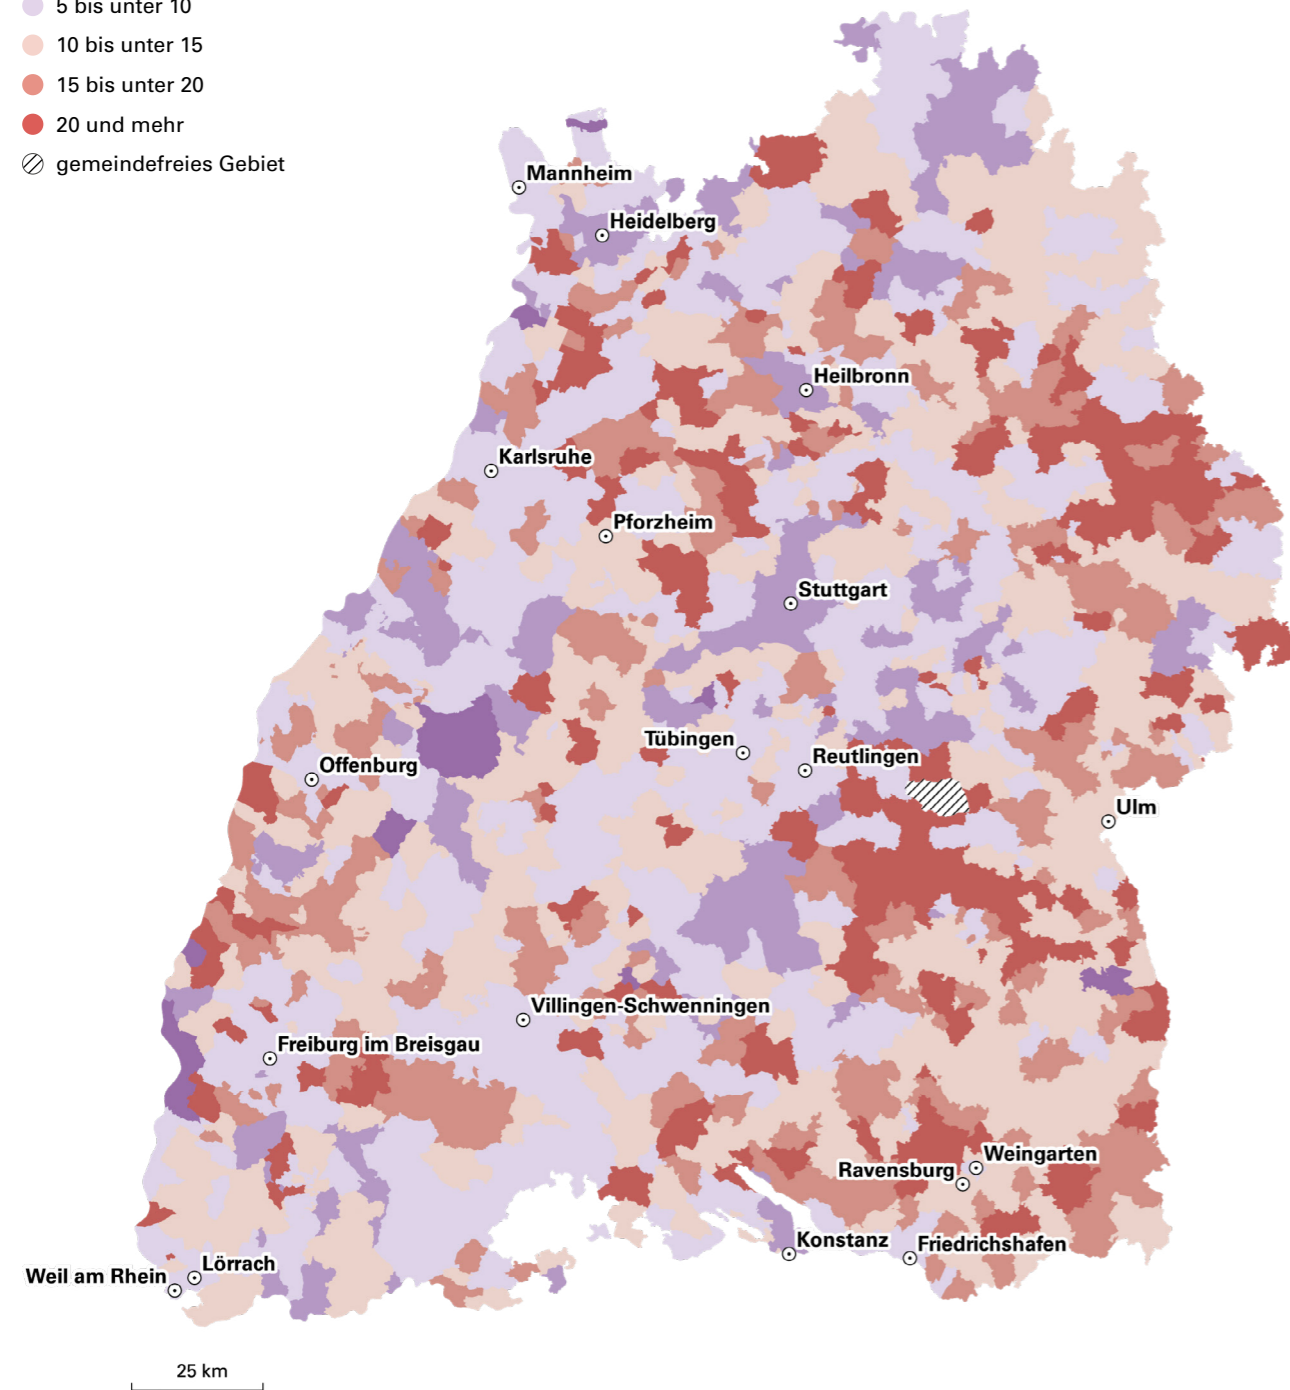 5 bis unter 10
10 bis unter 15
15 bis unter 20
20 und mehr
gemeindefreies Gebiet
Mannheim
Heidelberg
Heilbronn
Karlsruhe
Pforzheim
Stuttgart
Tübingen
Reutlingen
Offenburg
Ulm
Villingen-Schwenningen
Freiburg im Breisgau
Weingarten
Ravensburg
Konstanz
Friedrichshafen
Lörrach
Weil am Rhein
25 km